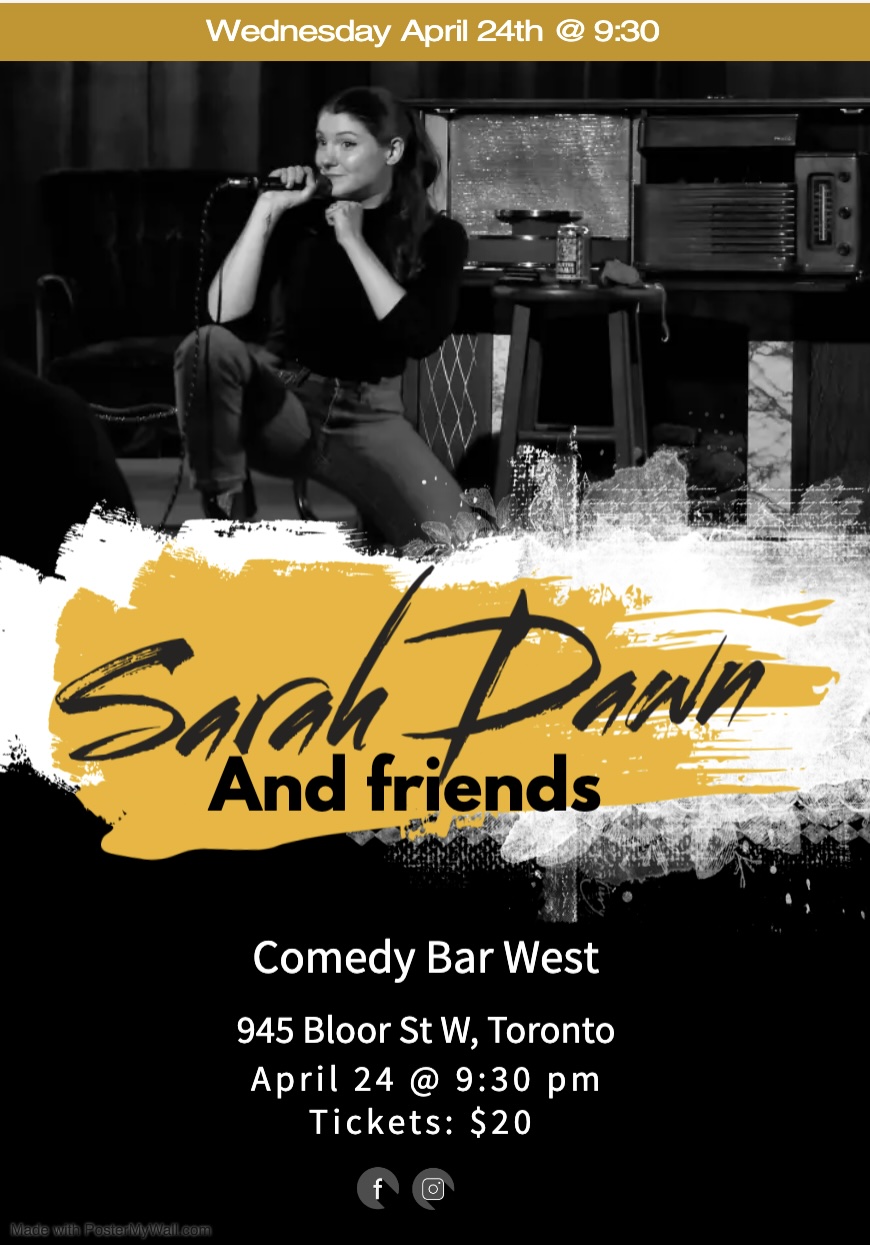 Wednesday April 24th @ 9:30
Sarah Dawn
And friends
Comedy Bar West
945 Bloor St W, Toronto
April 24 @ 9:30 pm
Tickets: $20
Made with PosterMyWall.com